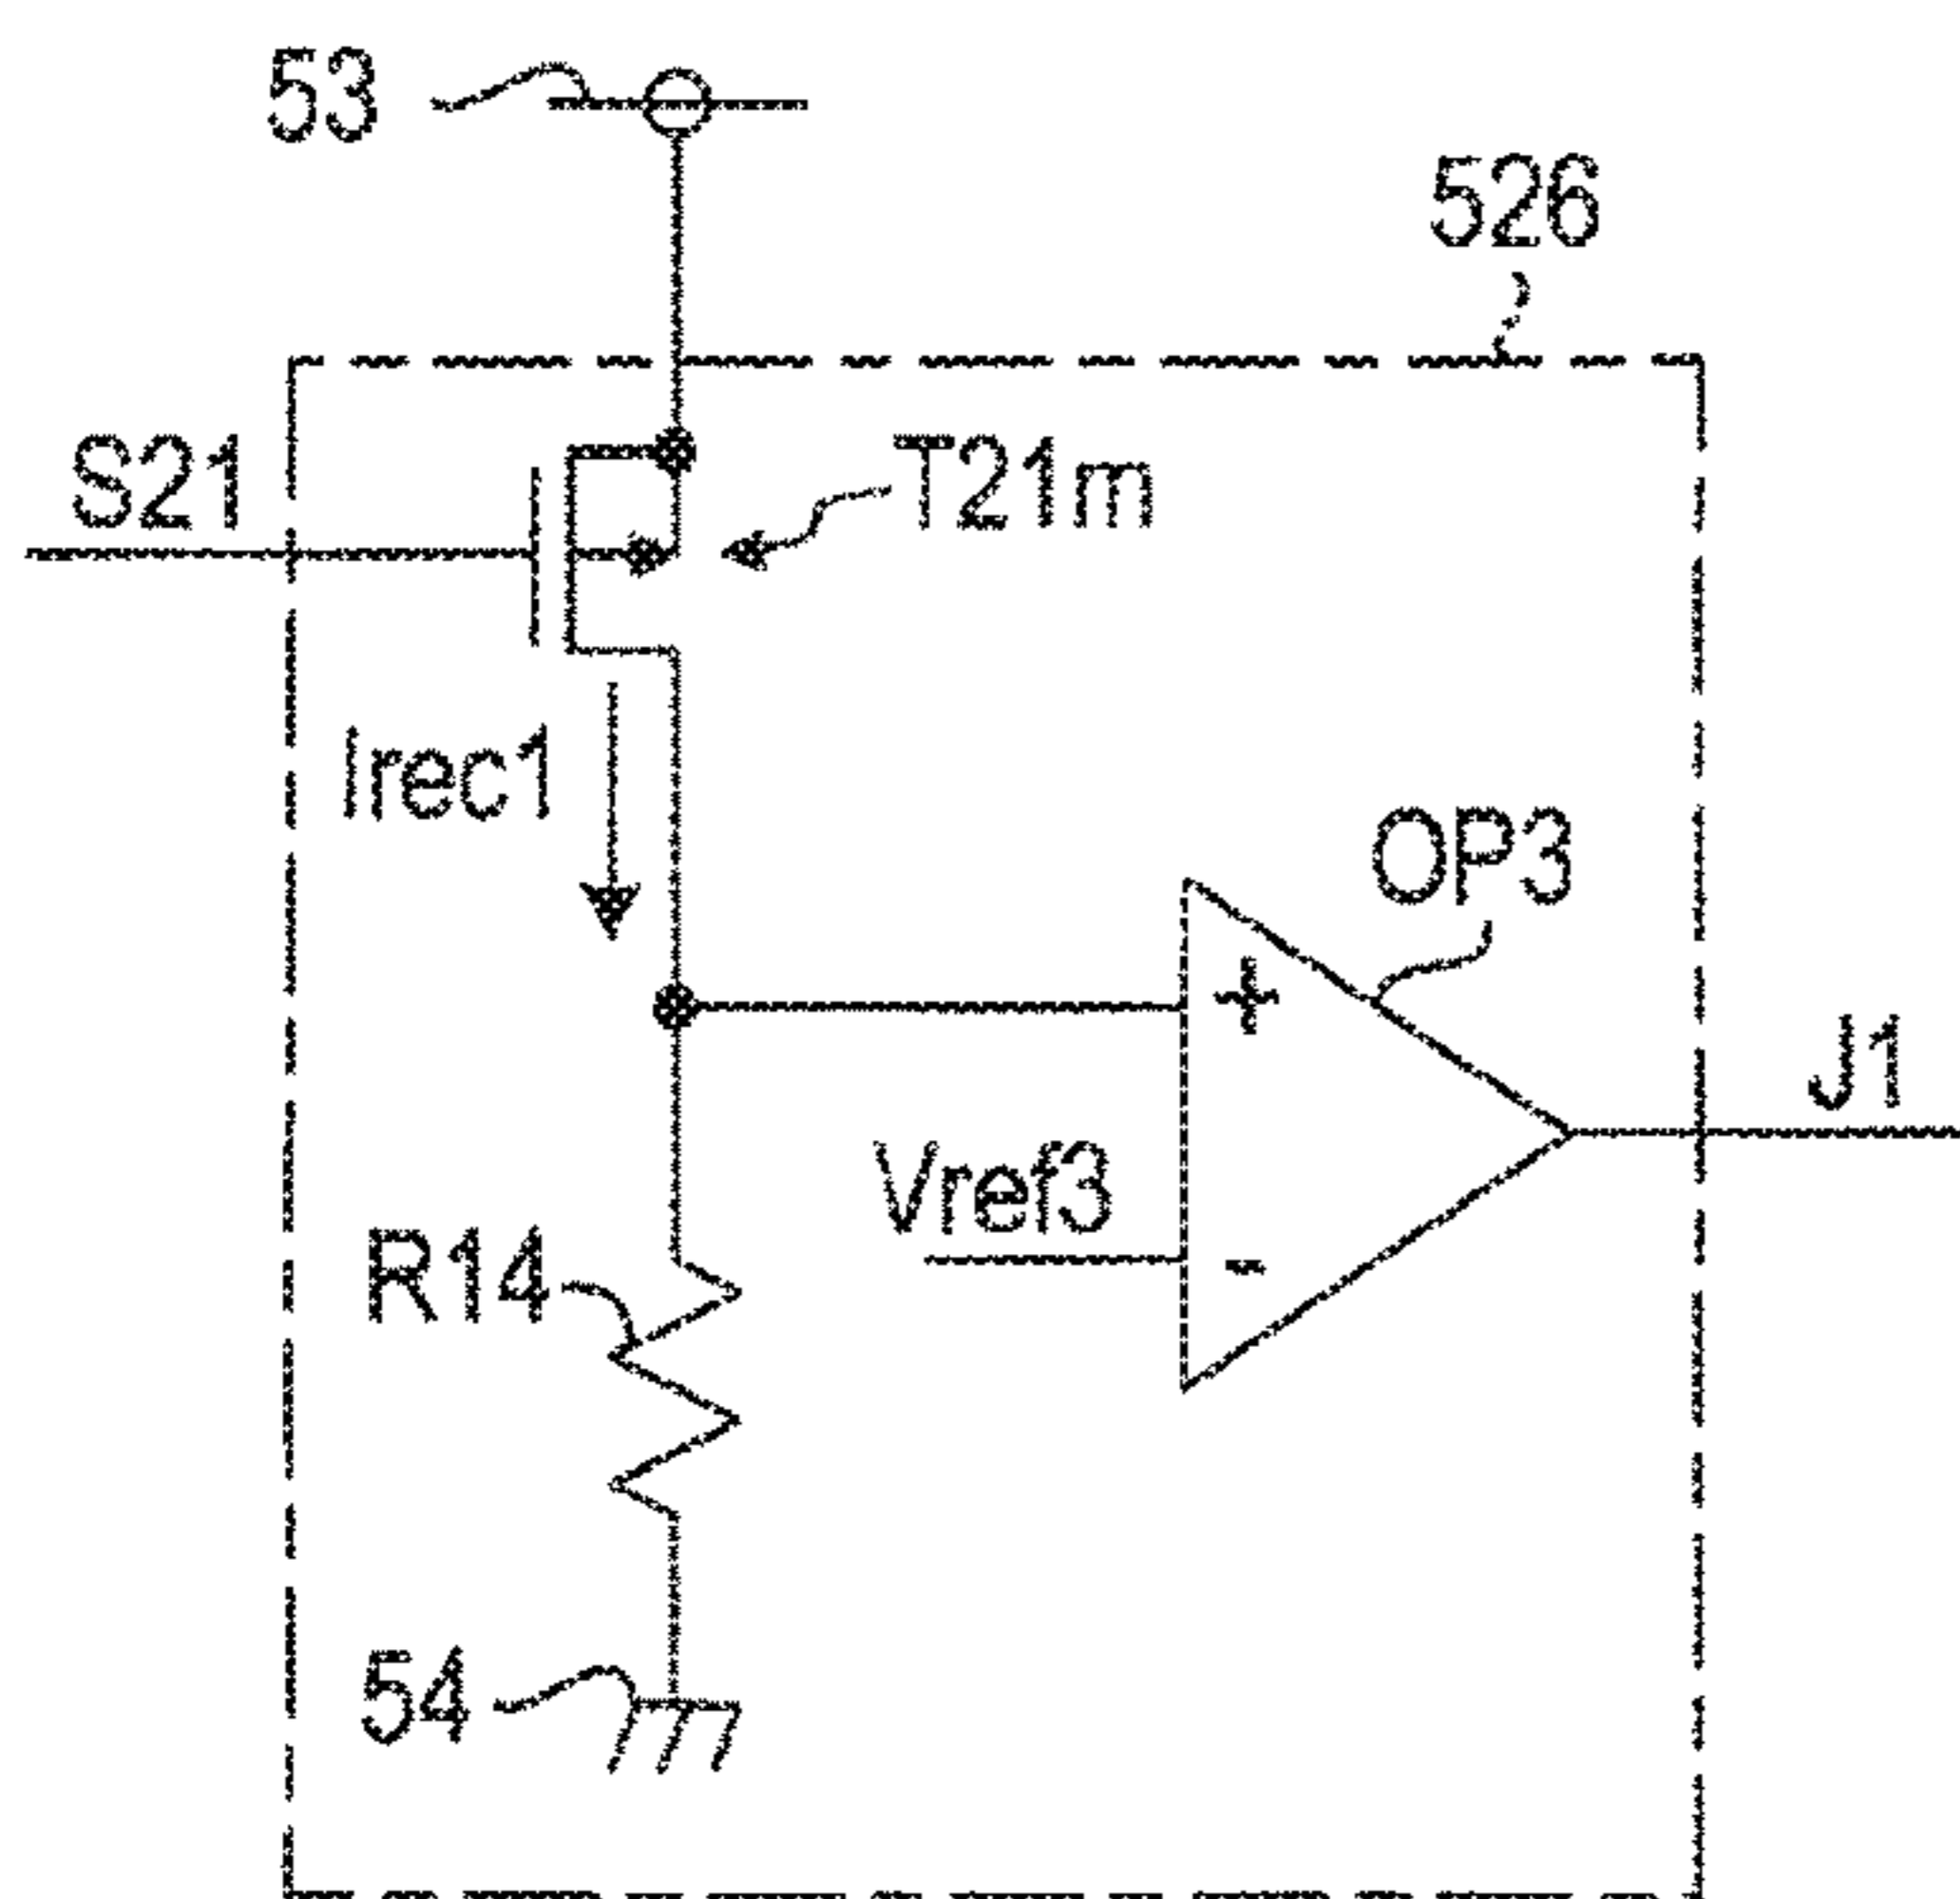 53
526
S21
T21m
Irec1
OP3
+
J1
Vref3
-
R14
54